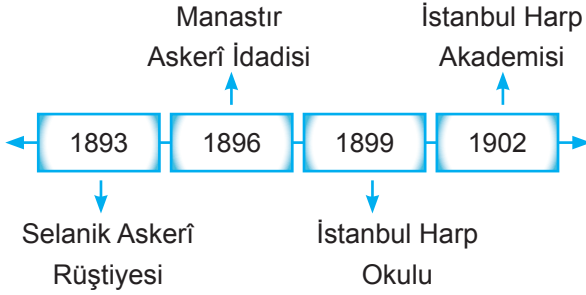 Manastır
Askerî İdadisi
İstanbul Harp
Akademisi
1893
1896
1899
1902
Selanik Askerî
Rüştiyesi
İstanbul Harp
Okulu